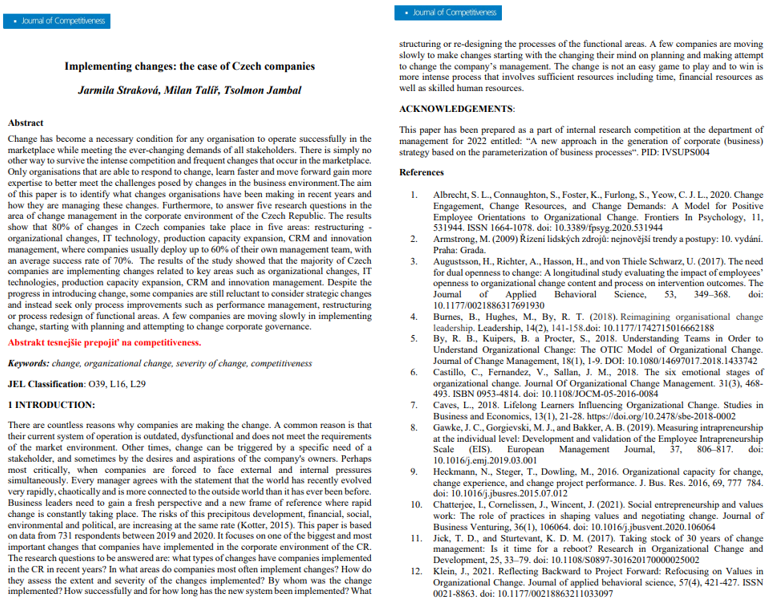 • Journal of Competitiveness
Implementing changes: the case of Czech companies
Jarmila Straková, Milan Talíř, Tsolmon Jambal
Abstract
Change has become a necessary condition for any organisation to operate successfully in the
marketplace while meeting the ever-changing demands of all stakeholders. There is simply no
other way to survive the intense competition and frequent changes that occur in the marketplace.
Only organisations that are able to respond to change, learn faster and move forward gain more
expertise to better meet the challenges posed by changes in the business environment.The aim
of this paper is to identify what changes organisations have been making in recent years and
how they are managing these changes. Furthermore, to answer five research questions in the
area of change management in the corporate environment of the Czech Republic. The results
show that 80% of changes in Czech companies take place in five areas: restructuring -
organizational changes, IT technology, production capacity expansion, CRM and innovation
management, where companies usually deploy up to 60% of their own management team, with
an average success rate of 70%. The results of the study showed that the majority of Czech
companies are implementing changes related to key areas such as organizational changes, IT
technologies, production capacity expansion, CRM and innovation management. Despite the
progress in introducing change, some companies are still reluctant to consider strategic changes
and instead seek only process improvements such as performance management, restructuring
or process redesign of functional areas. A few companies are moving slowly in implementing
change, starting with planning and attempting to change corporate governance.
Abstrakt tesnejšie prepojiť na competitiveness.
Keywords: change, organizational change, severity of change, competitiveness
JEL Classification: O39, L16, L29
1 INTRODUCTION:
There are countless reasons why companies are making the change. A common reason is that
their current system of operation is outdated, dysfunctional and does not meet the requirements
of the market environment. Other times, change can be triggered by a specific need of a
stakeholder, and sometimes by the desires and aspirations of the company's owners. Perhaps
most critically, when companies are forced to face external and internal pressures
simultaneously. Every manager agrees with the statement that the world has recently evolved
very rapidly, chaotically and is more connected to the outside world than it has ever been before.
Business leaders need to gain a fresh perspective and a new frame of reference where rapid
change is constantly taking place. The risks of this precipitous development, financial, social,
environmental and political, are increasing at the same rate (Kotter, 2015). This paper is based
on data from 731 respondents between 2019 and 2020. It focuses on one of the biggest and most
important changes that companies have implemented in the corporate environment of the CR.
The research questions to be answered are: what types of changes have companies implemented
in the CR in recent years? In what areas do companies most often implement changes? How do
they assess the extent and severity of the changes implemented? By whom was the change
implemented? How successfully and for how long has the new system been implemented? What
• Journal of Competitiveness
structuring or re-designing the processes of the functional areas. A few companies are moving
slowly to make changes starting with the changing their mind on planning and making attempt
to change the company's management. The change is not an easy game to play and to win is
more intense process that involves sufficient resources including time, financial resources as
well as skilled human resources.
ACKNOWLEDGEMENTS:
This paper has been prepared as a part of internal research competition at the department of
management for 2022 entitled: “A new approach in the generation of corporate (business)
strategy based on the parameterization of business processes“. PID: IVSUPS004
References
1. Albrecht, S. L., Connaughton, S., Foster, K., Furlong, S., Yeow, C. J. L., 2020. Change
Engagement, Change Resources, and Change Demands: A Model for Positive
Employee Orientations to Organizational Change. Frontiers In Psychology, 11,
531944. ISSN 1664-1078. doi: 10.3389/fpsyg.2020.531944
2. Armstrong, M. (2009) Řízení lidských zdrojů: nejnovější trendy a postupy: 10. vydání.
Praha: Grada.
3. Augustsson, H., Richter, A., Hasson, H., and von Thiele Schwarz, U. (2017). The need
for dual openness to change: A longitudinal study evaluating the impact of employees’
openness to organizational change content and process on intervention outcomes. The
Journal of Applied Behavioral Science, 53, 349–368. doi:
10.1177/0021886317691930
4. Burnes, B., Hughes, M., By, R. T. (2018). Reimagining organisational change
leadership. Leadership, 14(2), 141-158.doi: 10.1177/1742715016662188
5. By, R. B., Kuipers, B. a Procter, S., 2018. Understanding Teams in Order to
Understand Organizational Change: The OTIC Model of Organizational Change.
Journal of Change Management, 18(1), 1-9. DOI: 10.1080/14697017.2018.1433742
6. Castillo, C., Fernandez, V., Sallan, J. M., 2018. The six emotional stages of
organizational change. Journal Of Organizational Change Management. 31(3), 468-
493. ISBN 0953-4814. doi: 10.1108/JOCM-05-2016-0084
7. Caves, L., 2018. Lifelong Learners Influencing Organizational Change. Studies in
Business and Economics, 13(1), 21-28. https://doi.org/10.2478/sbe-2018-0002
8. Gawke, J. C., Gorgievski, M. J., and Bakker, A. B. (2019). Measuring intrapreneurship
at the individual level: Development and validation of the Employee Intrapreneurship
Scale (EIS). European Management Journal, 37, 806–817. doi:
10.1016/j.emj.2019.03.001
9. Heckmann, N., Steger, T., Dowling, M., 2016. Organizational capacity for change,
change experience, and change project performance. J. Bus. Res. 2016, 69, 777 784.
doi: 10.1016/j.jbusres.2015.07.012
10. Chatterjee, I., Cornelissen, J., Wincent, J. (2021). Social entrepreneurship and values
work: The role of practices in shaping values and negotiating change. Journal of
Business Venturing, 36(1), 106064. doi: 10.1016/j.jbusvent.2020.106064
11. Jick, T. D., and Sturtevant, K. D. M. (2017). Taking stock of 30 years of change
management: Is it time for a reboot? Research in Organizational Change and
Development, 25, 33–79. doi: 10.1108/S0897-301620170000025002
12. Klein, J., 2021. Reflecting Backward to Project Forward: Refocusing on Values in
Organizational Change. Journal of applied behavioral science, 57(4), 421-427. ISSN
0021-8863. doi: 10.1177/00218863211033097